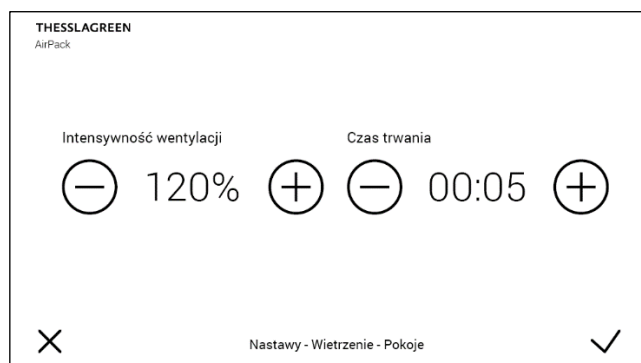 THESSLAGREEN
AirPack
Intensywność wentylacji
Czas trwania
120%
00:05
Nastawy - Wietrzenie - Pokoje